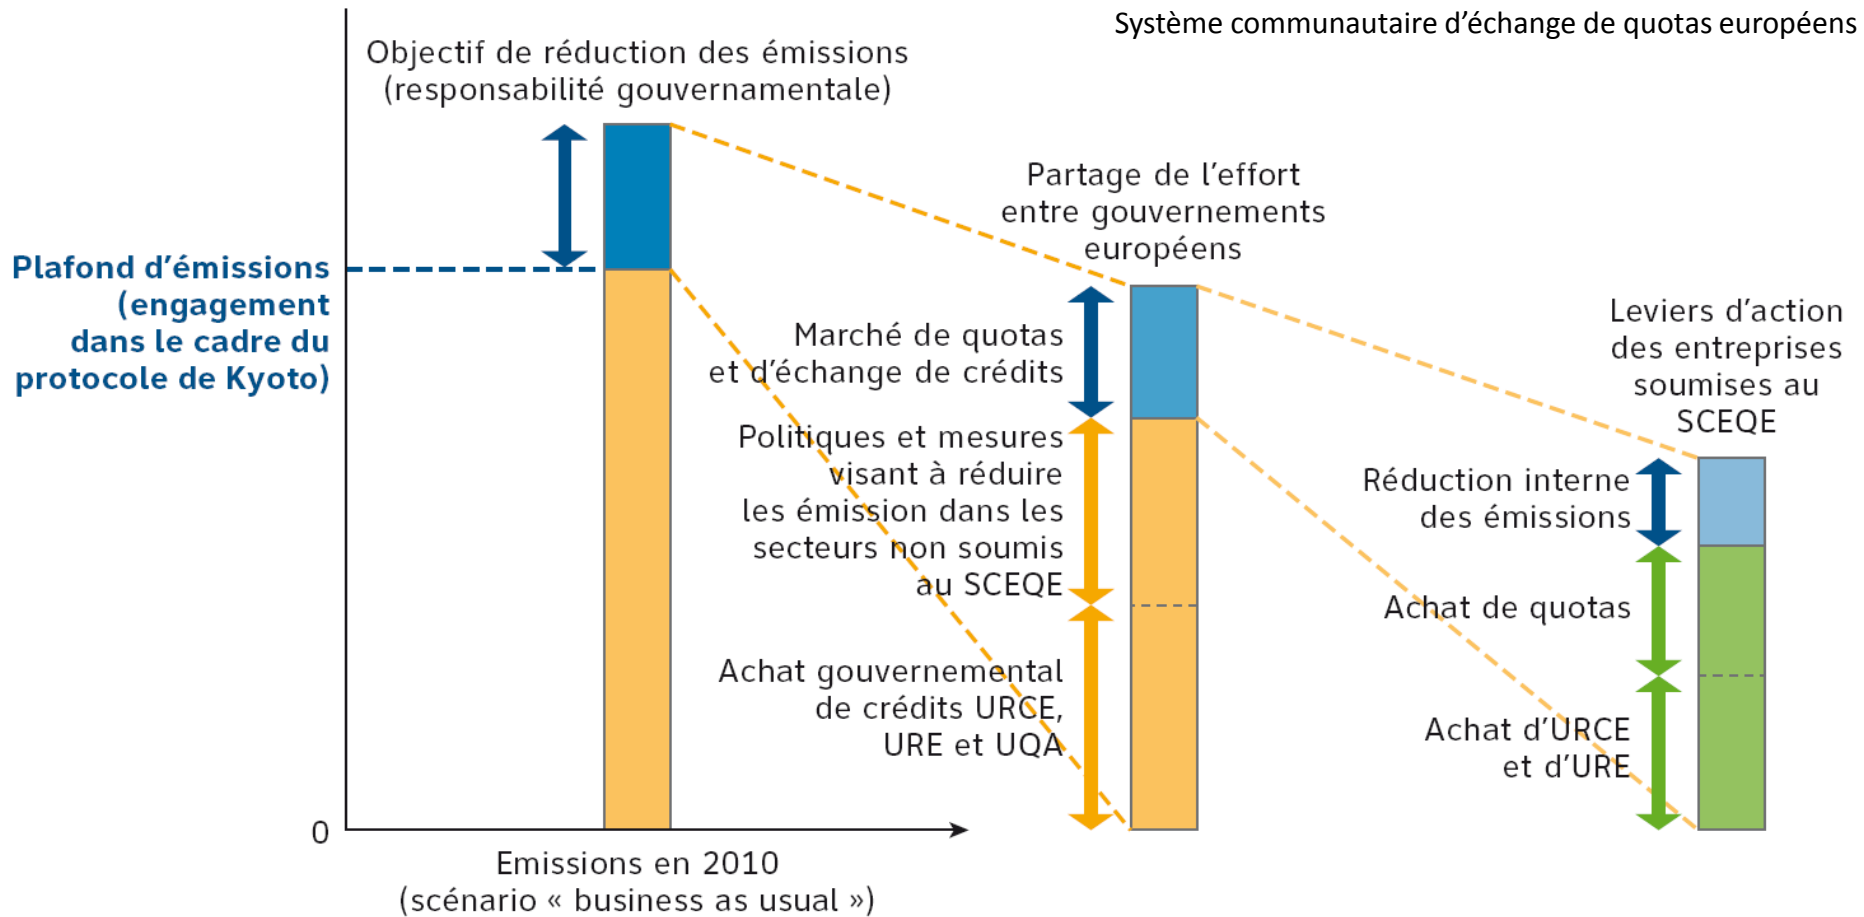 Système communautaire d’échange de quotas européens
Objectif de réduction des émissions
(responsabilité gouvernamentale)
Plafond d’émissions
(engagement
dans le cadre du
protocole de Kyoto)
0
Emissions en 2010
(scénario « business as usual »)
Partage de l’effort
entre gouvernements
européens
Marché de quotas
et d’échange de crédits
Politiques et mesures
visant à réduire
les émission dans les
secteurs non soumis
au SCEQE
Achat gouvernemental
de crédits URCE,
URE et UQA
Leviers d’action
des entreprises
soumises au
SCEQE
Réduction interne
des émissions
Achat de quotas
Achat d’URCE
et d’URE